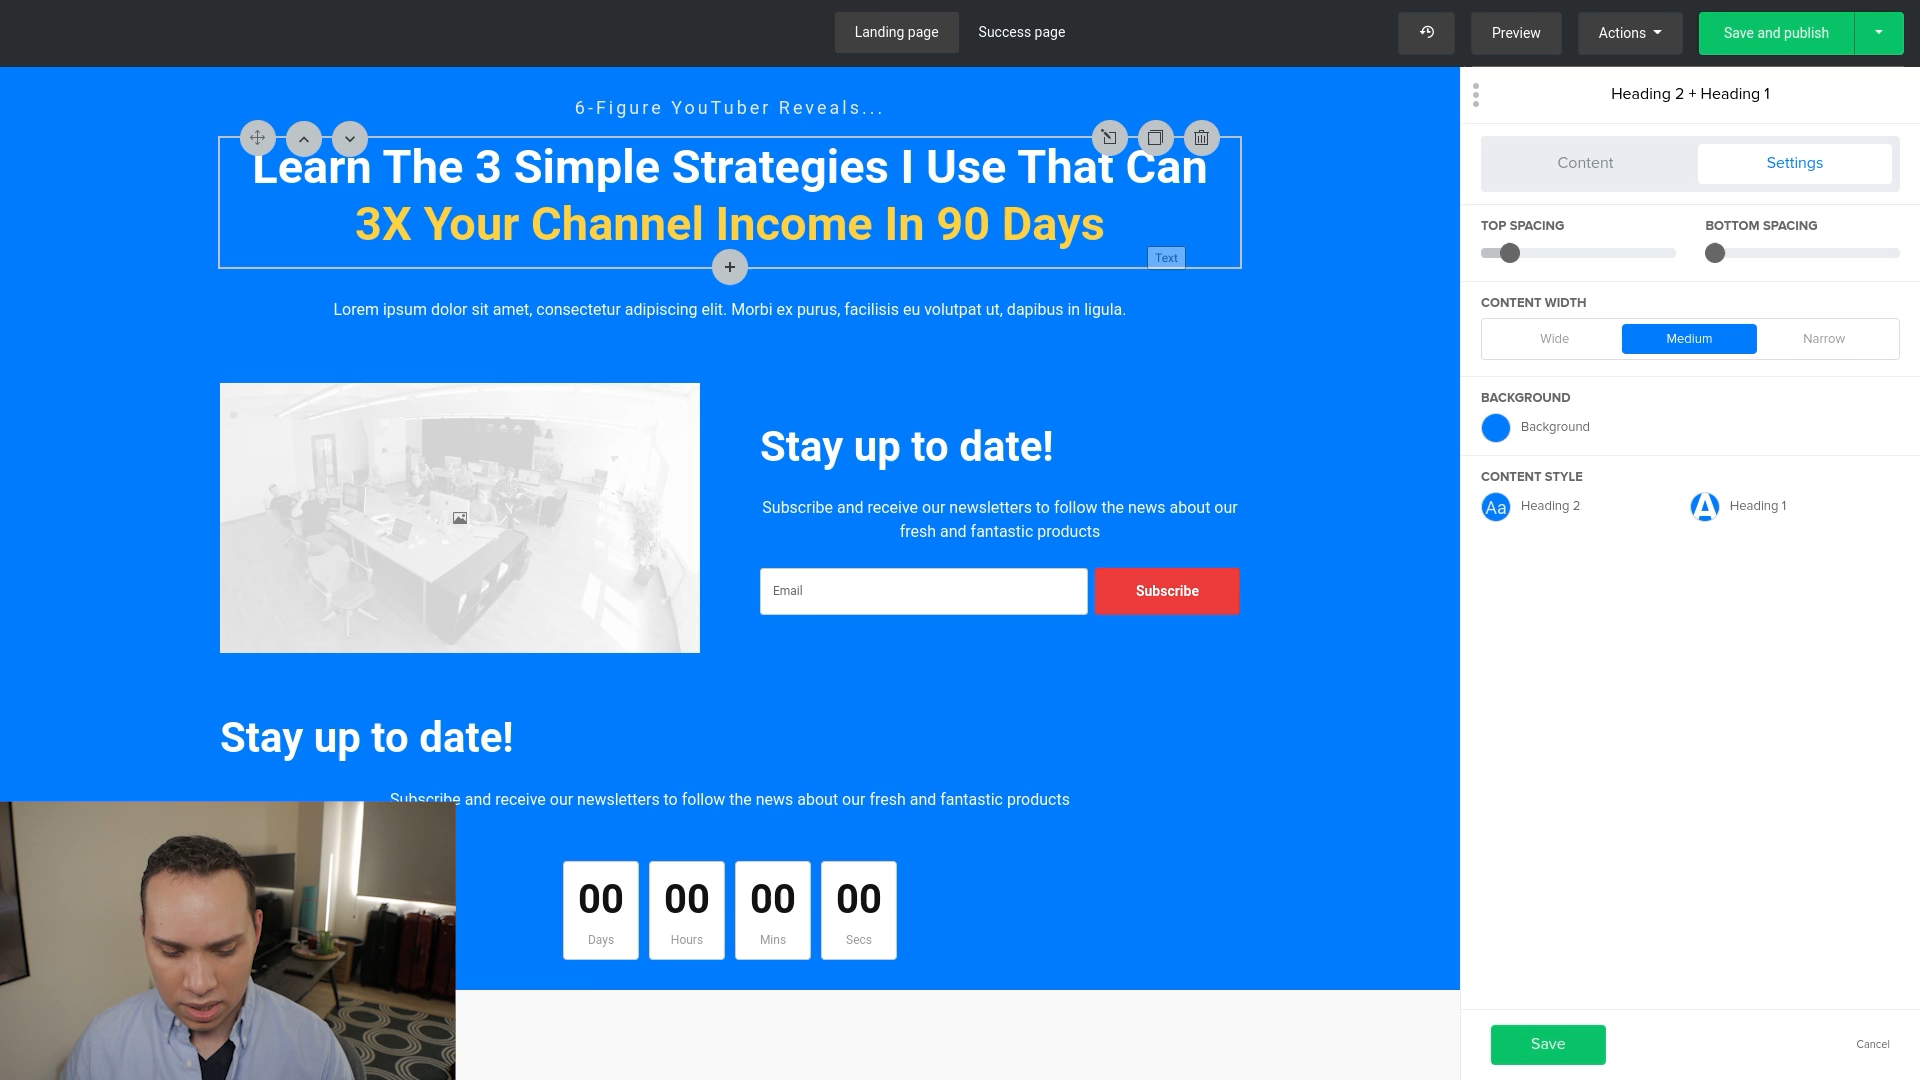 Landing page
Success page
Preview
Actions
Save and publish
6-Figure YouTuber Reveals...
Learn The 3 Simple Strategies I Use That Can
3X Your Channel Income In 90 Days
Text
Lorem ipsum dolor sit amet, consectetur adipiscing elit. Morbi ex purus, facilisis eu volutpat ut, dapibus in ligula.
Stay up to date!
Subscribe and receive our newsletters to follow the news about our
fresh and fantastic products
Email
Subscribe
Stay up to date!
Subscribe and receive our newsletters to follow the news about our fresh and fantastic products
00 00 00 00
Days Hours Mins Secs
Heading 2 + Heading 1
Content
Settings
TOP SPACING
BOTTOM SPACING
CONTENT WIDTH
Wide
Medium
Narrow
BACKGROUND
Background
CONTENT STYLE
Aa
Heading 2
A
Heading 1
Save
Cancel